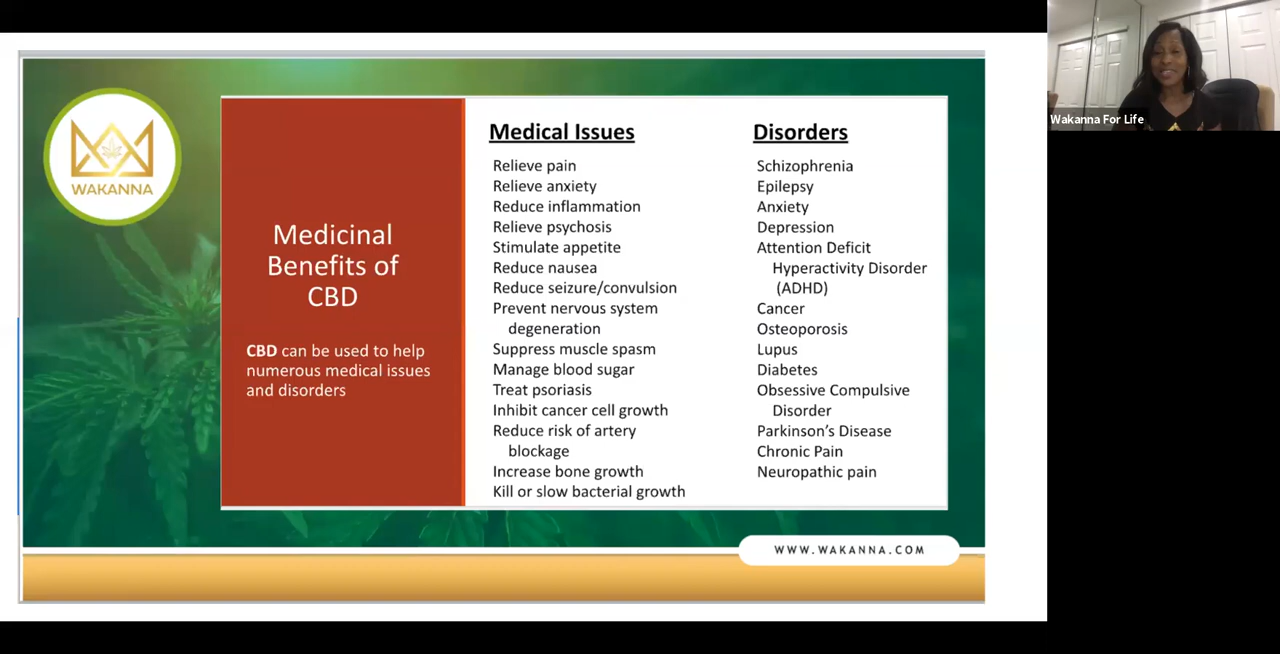 WAKANNA
Medicinal
Benefits of
CBD
CBD can be used to help
numerous medical issues
and disorders
Medical Issues
Relieve pain
Relieve anxiety
Reduce inflammation
Relieve psychosis
Stimulate appetite
Reduce nausea
Reduce seizure/convulsion
Prevent nervous system
degeneration
Suppress muscle spasm
Manage blood sugar
Treat psoriasis
Inhibit cancer cell growth
Reduce risk of artery
blockage
Increase bone growth
Kill or slow bacterial growth
Disorders
Schizophrenia
Epilepsy
Anxiety
Depression
Attention Deficit
Hyperactivity Disorder
(ADHD)
Cancer
Osteoporosis
Lupus
Diabetes
Obsessive Compulsive
Disorder
Parkinson’s Disease
Chronic Pain
Neuropathic pain
WWW.WAKANNA.COM
Wakanna For Life